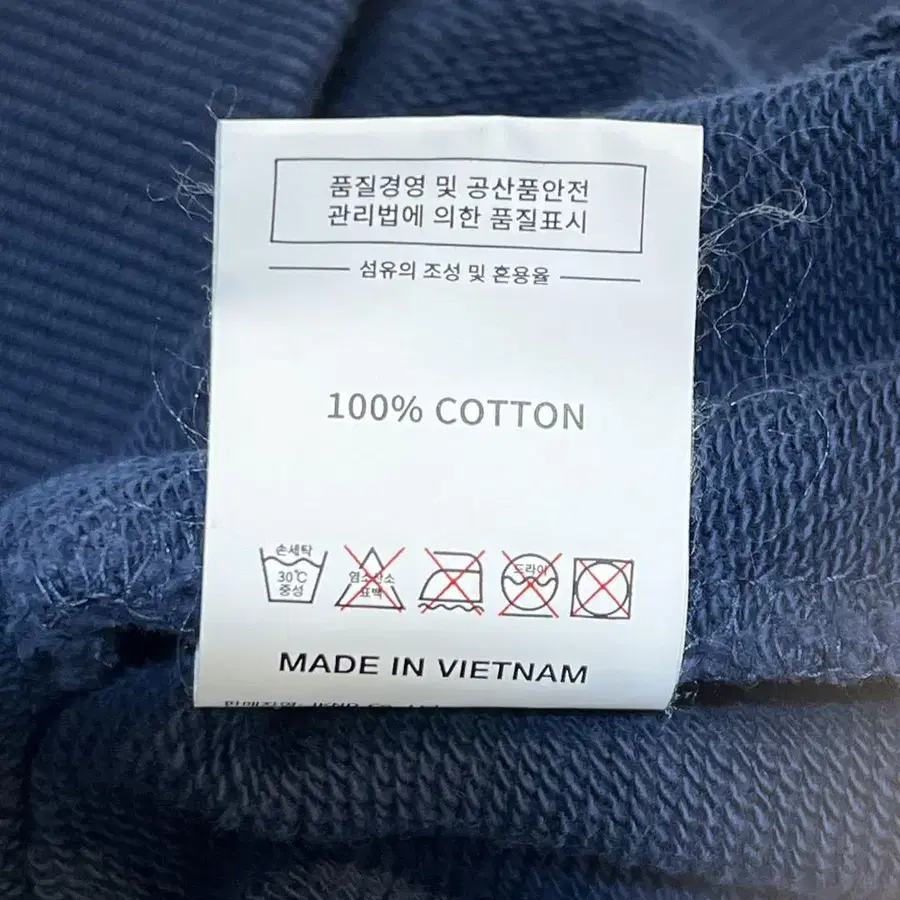 품질경영 및 공산품안전
관리법에 의한 품질표시
섬유의 조성 및 혼용율
100% COTTON
손세탁
30℃
중성
염소산소
표백
드라이
MADE IN VIETNAM